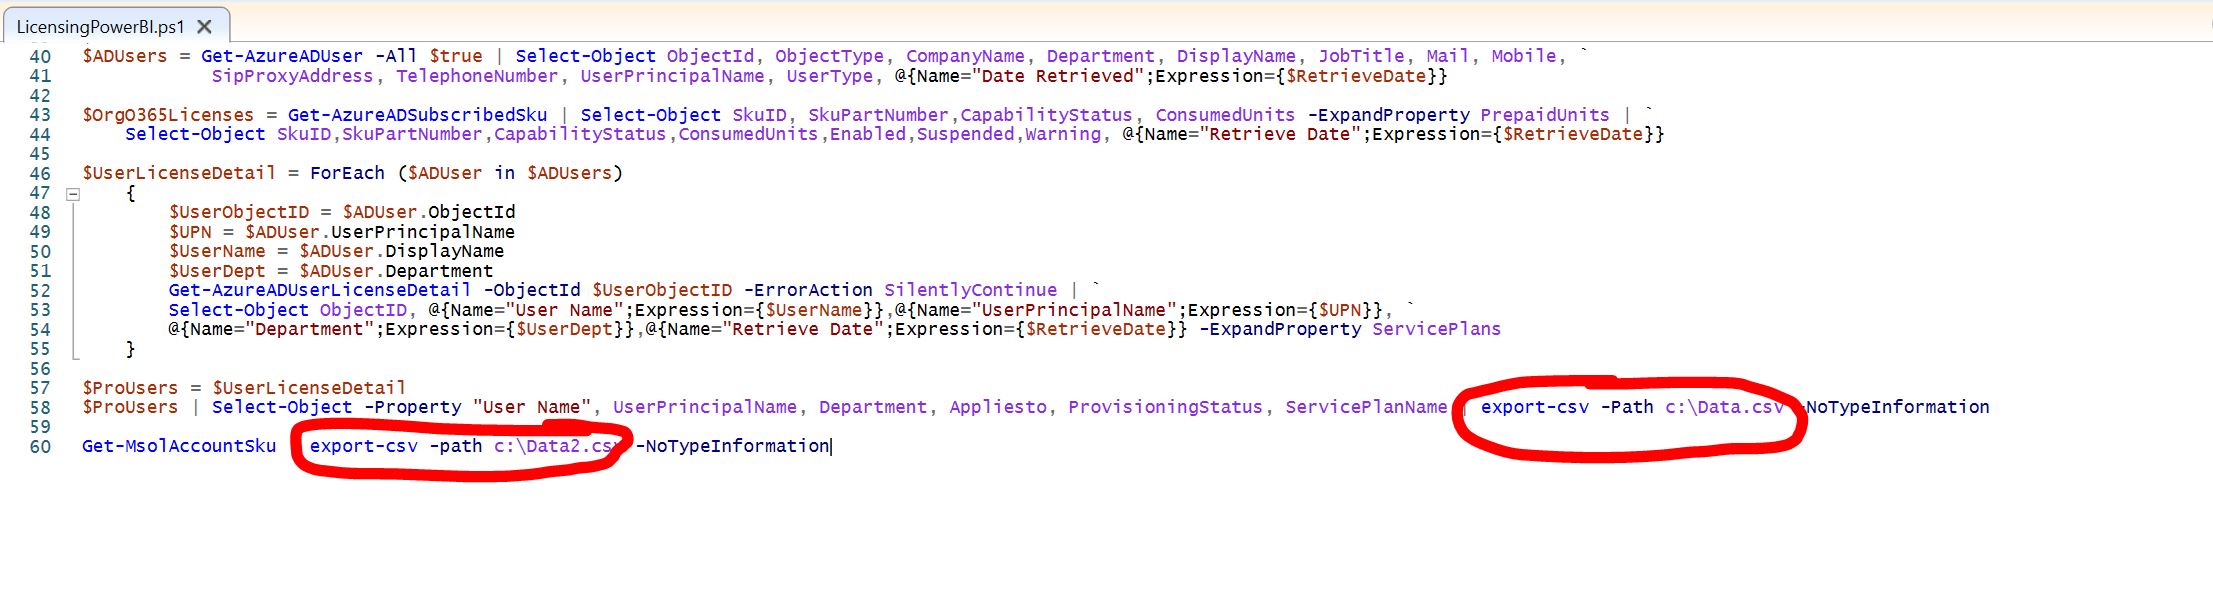 LicensingPowerBI.ps1
40 $ADUsers = Get-AzureADUser -All $true | Select-Object ObjectId, ObjectType, CompanyName, Department, DisplayName, JobTitle, Mail, Mobile, `
41 SipProxyAddress, TelephoneNumber, UserPrincipalName, UserType, @{Name="Date Retrieved";Expression={$RetrieveDate}}
42
43 $OrgO365Licenses = Get-AzureADSubscribedSku | Select-Object SkuID, SkuPartNumber,CapabilityStatus, ConsumedUnits -ExpandProperty PrepaidUnits | `
44 Select-Object SkuID,SkuPartNumber,CapabilityStatus,ConsumedUnits,Enabled,Suspended,Warning, @{Name="Retrieve Date";Expression={$RetrieveDate}}
45
46 $UserLicenseDetail = ForEach ($ADUser in $ADUsers)
47 {
48 $UserObjectID = $ADUser.ObjectId
49 $UPN = $ADUser.UserPrincipalName
50 $UserName = $ADUser.DisplayName
51 $UserDept = $ADUser.Department
52 Get-AzureADUserLicenseDetail -ObjectId $UserObjectID -ErrorAction SilentlyContinue | `
53 Select-Object ObjectID, @{Name="User Name";Expression={$UserName}},@{Name="UserPrincipalName";Expression={$UPN}}, `
54 @{Name="Department";Expression={$UserDept}},@{Name="Retrieve Date";Expression={$RetrieveDate}} -ExpandProperty ServicePlans
55 }
56
57 $ProUsers = $UserLicenseDetail
58 $ProUsers | Select-Object -Property "User Name", UserPrincipalName, Department, Appliesto, ProvisioningStatus, ServicePlanName | export-csv -Path c:\Data.csv -NoTypeInformation
59
60 Get-MsolAccountSku export-csv -path c:\Data2.csv -NoTypeInformation